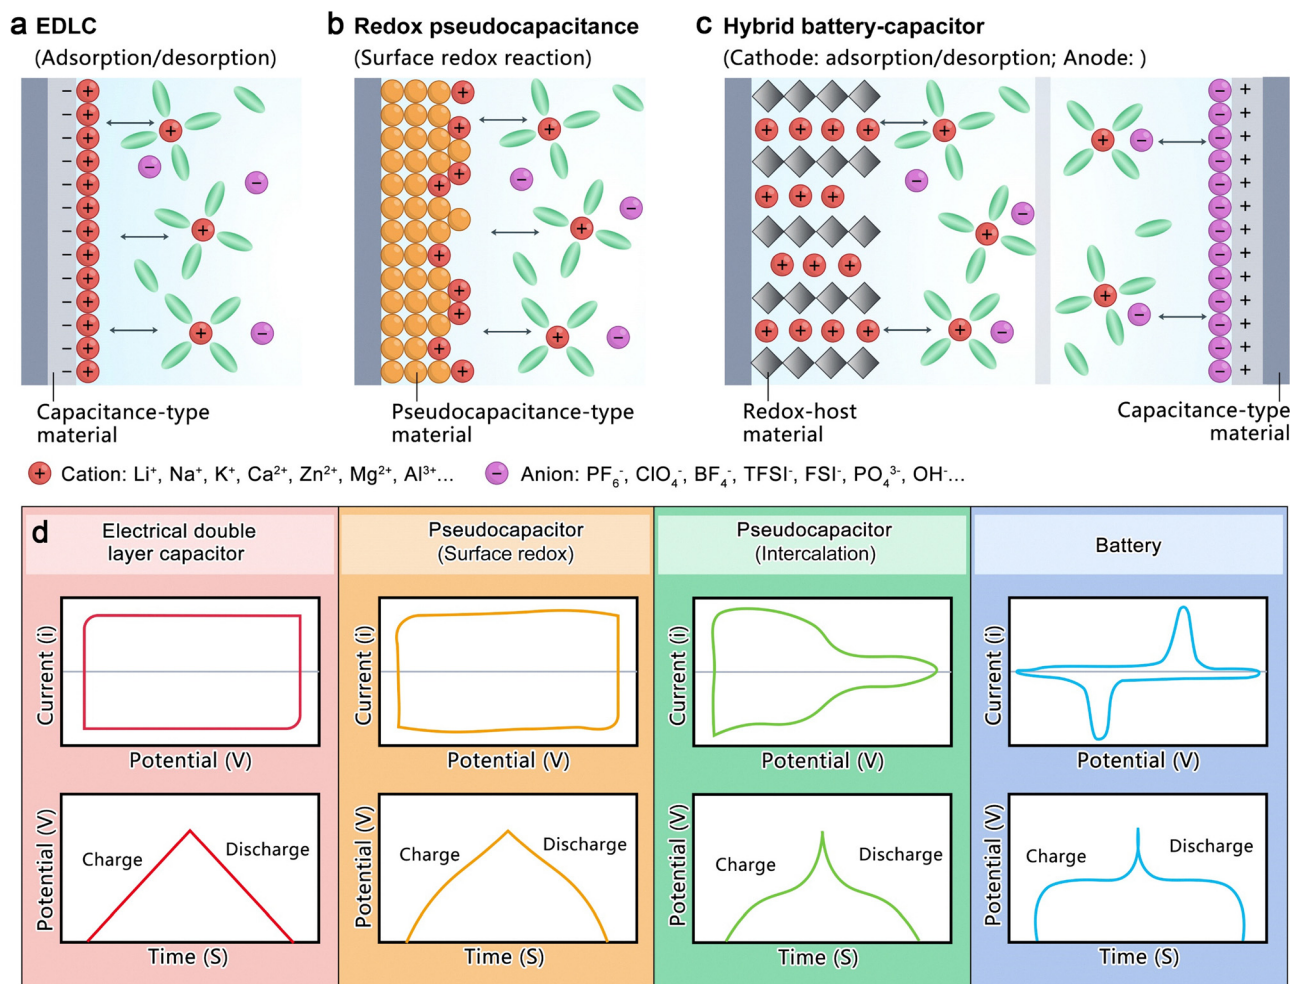 a EDLC
(Adsorption/desorption)
b Redox pseudocapacitance
(Surface redox reaction)
c Hybrid battery-capacitor
(Cathode: adsorption/desorption; Anode: )
Capacitance-type
material
Pseudocapacitance-type
material
Redox-host
material
Capacitance-type
material
Cation: Li⁺, Na⁺, K⁺, Ca²⁺, Zn²⁺, Mg²⁺, Al³⁺...
Anion: PF₆⁻, ClO₄⁻, BF₄⁻, TFSI⁻, FSI⁻, PO₄³⁻, OH⁻...
d
Electrical double
layer capacitor
Pseudocapacitor
(Surface redox)
Pseudocapacitor
(Intercalation)
Battery
Current (i)
Potential (V)
Current (i)
Potential (V)
Current (i)
Potential (V)
Current (i)
Potential (V)
Potential (V)
Charge
Discharge
Time (S)
Potential (V)
Charge
Discharge
Time (S)
Potential (V)
Charge
Discharge
Time (S)
Potential (V)
Charge
Discharge
Time (S)